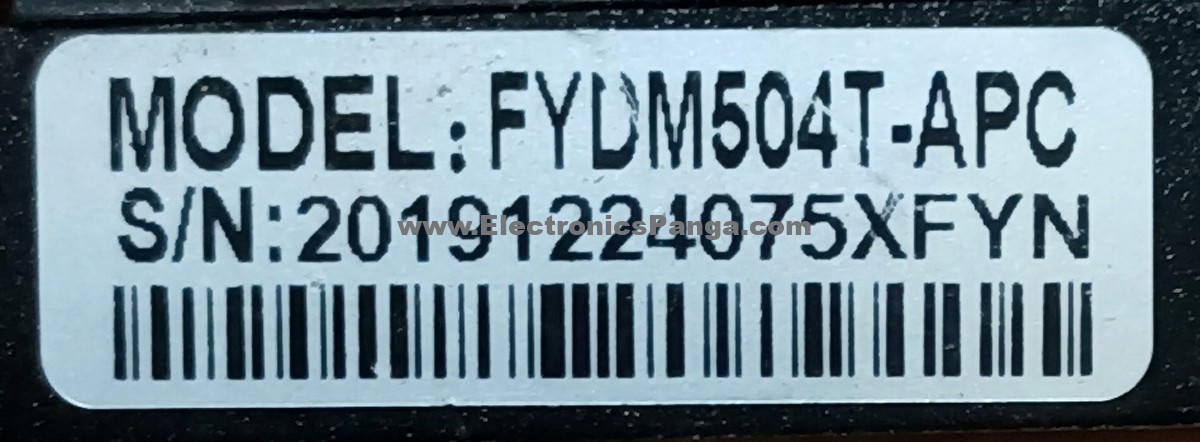 MODEL: FYDM504T-APC
S/N:20191224075XFYN
www.ElectronicsPanga.com